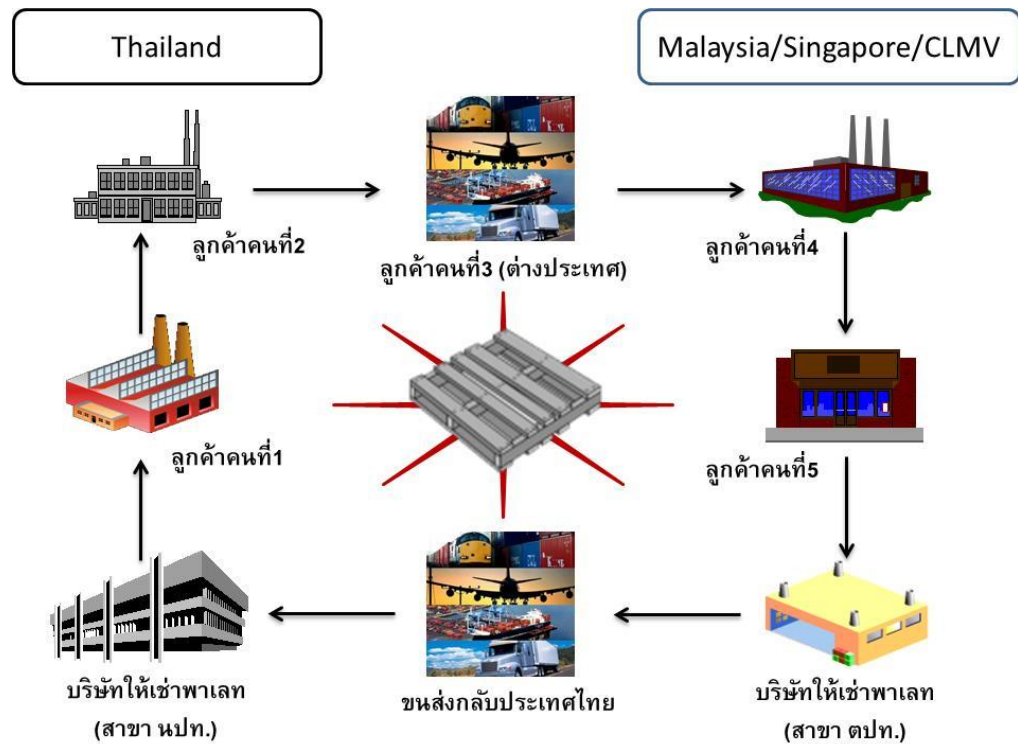 Thailand
Malaysia/Singapore/CLMV
ลูกค้าคนที่2
ลูกค้าคนที่3 (ต่างประเทศ)
ลูกค้าคนที่4
ลูกค้าคนที่1
ลูกค้าคนที่5
บริษัทให้เช่าพาเลท
(สาขา นปท.)
ขนส่งกลับประเทศไทย
บริษัทให้เช่าพาเลท
(สาขา ตปท.)